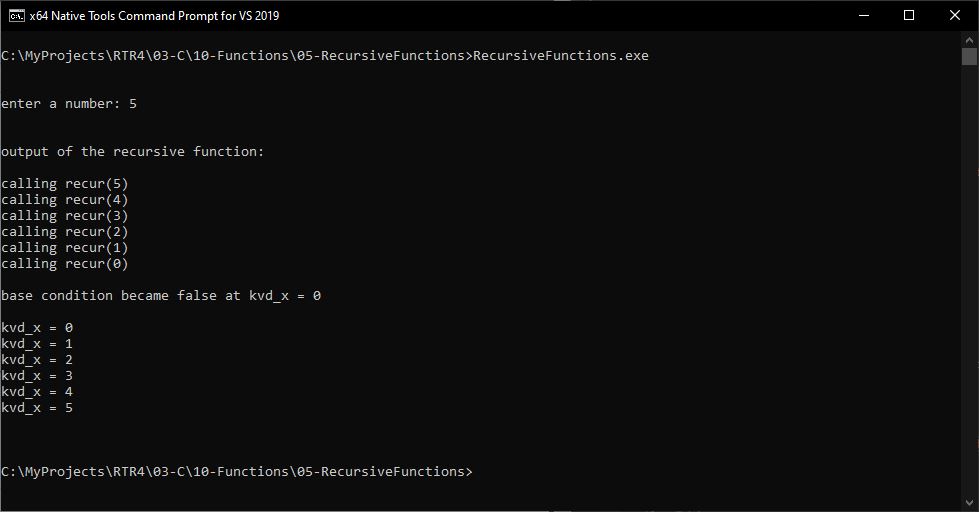 x64 Native Tools Command Prompt for VS 2019
C:\MyProjects\RTR4\03-C\10-Functions\05-RecursiveFunctions>RecursiveFunctions.exe
enter a number: 5
output of the recursive function:
calling recur(5)
calling recur(4)
calling recur(3)
calling recur(2)
calling recur(1)
calling recur(0)
base condition became false at kvd_x = 0
kvd_x = 0
kvd_x = 1
kvd_x = 2
kvd_x = 3
kvd_x = 4
kvd_x = 5
C:\MyProjects\RTR4\03-C\10-Functions\05-RecursiveFunctions>